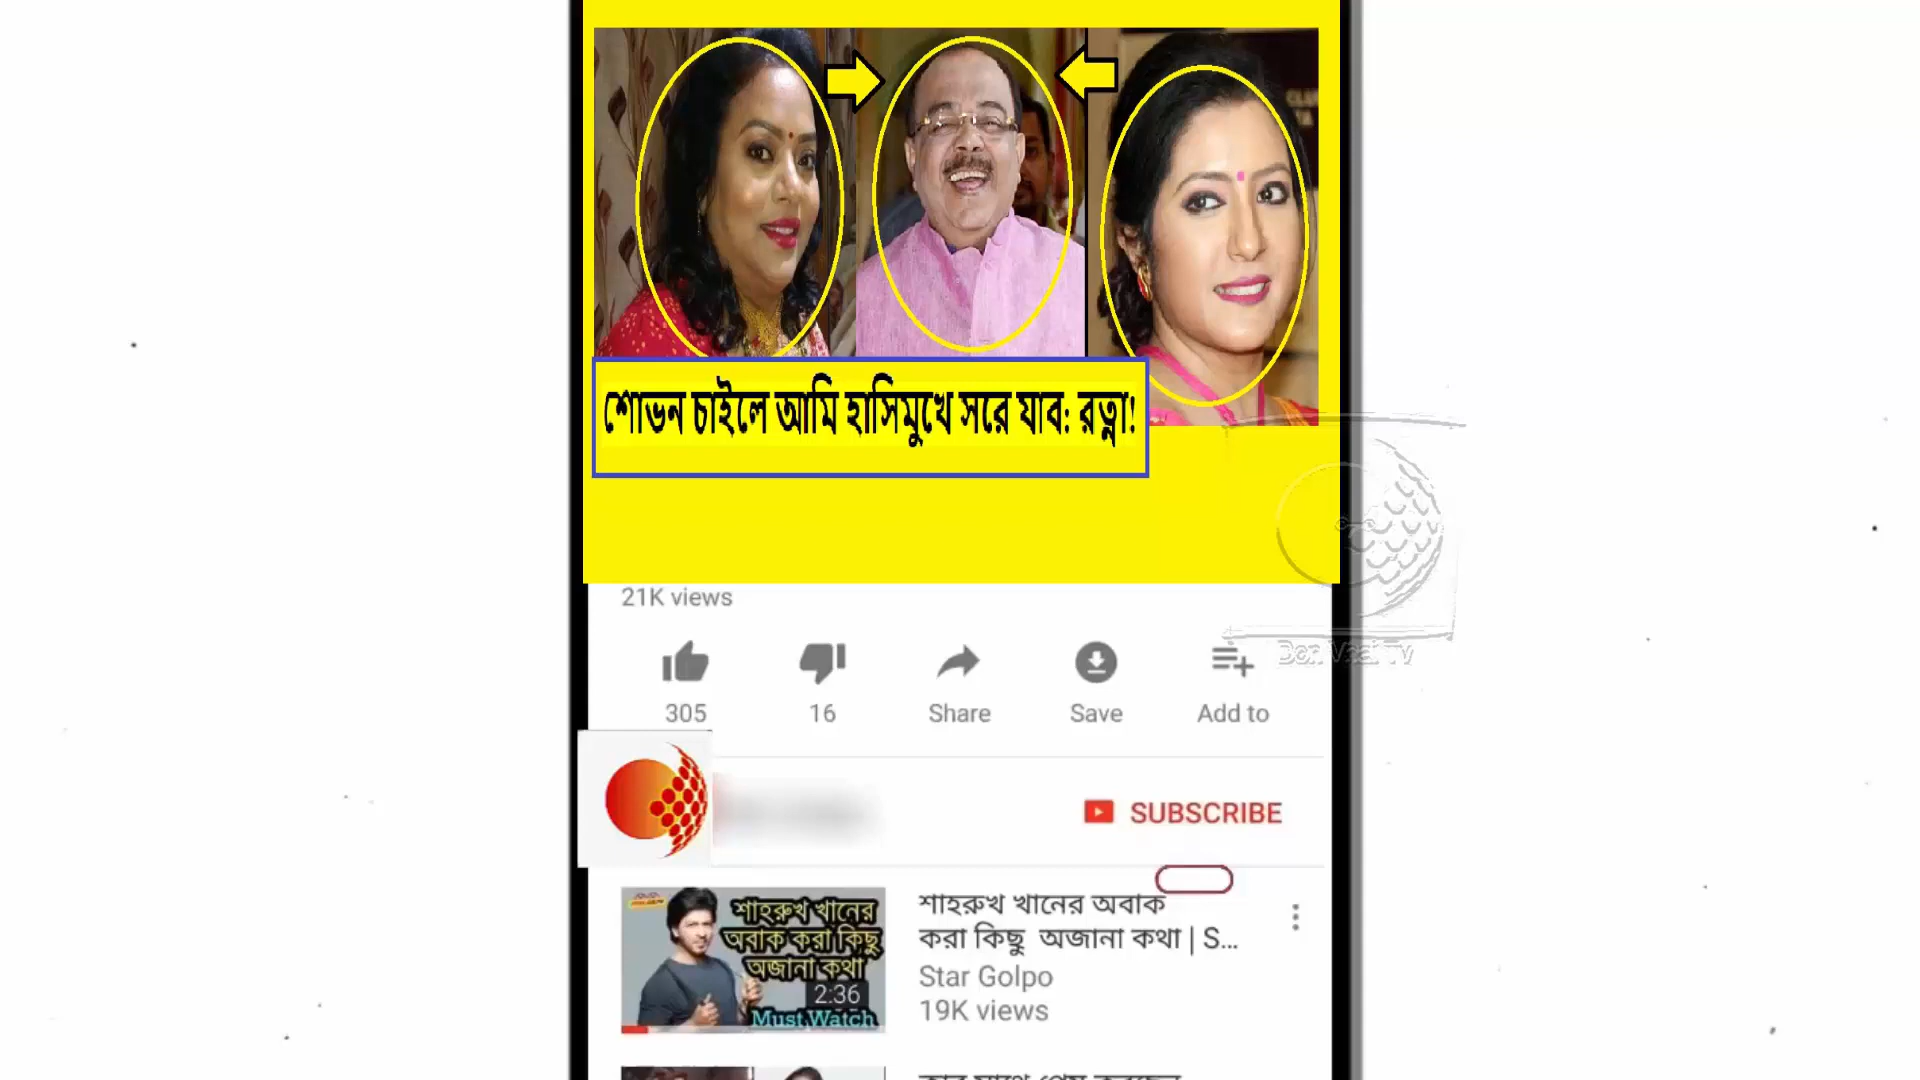 শোভন চাইলে আমি হাসিমুখে সরে যাব: রত্না!
21K views
305
16
Share
Save
Add to
SUBSCRIBE
শাহরুখ খানের
অবাক করা কিছু
অজানা কথা
2:36
Must Watch
শাহরুখ খানের অবাক
করা কিছু অজানা কথা | S...
Star Golpo
19K views